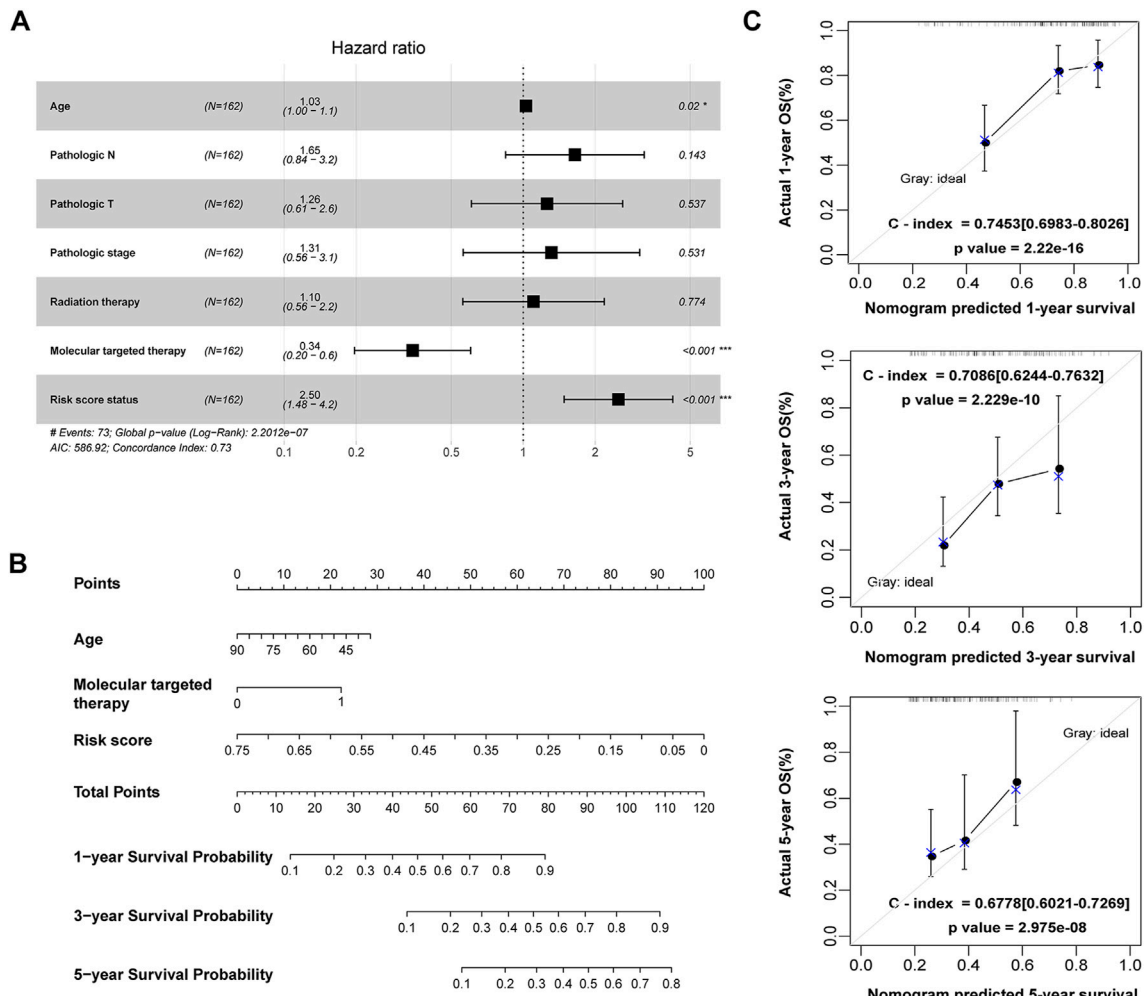 A
Hazard ratio
Age (N=162) 1.03 (1.00 − 1.1) 0.02 *
Pathologic N (N=162) 1.65 (0.84 − 3.2) 0.143
Pathologic T (N=162) 1.26 (0.61 − 2.6) 0.537
Pathologic stage (N=162) 1.31 (0.56 − 3.1) 0.531
Radiation therapy (N=162) 1.10 (0.56 − 2.2) 0.774
Molecular targeted therapy (N=162) 0.34 (0.20 − 0.6) <0.001 ***
Risk score status (N=162) 2.50 (1.48 − 4.2) <0.001 ***
# Events: 73; Global p-value (Log-Rank): 2.2012e-07
AIC: 586.92; Concordance Index: 0.73
0.1 0.2 0.5 1 2 5
B
Points
0 10 20 30 40 50 60 70 80 90 100
Age
90 75 60 45
Molecular targeted
therapy
0 1
Risk score
0.75 0.65 0.55 0.45 0.35 0.25 0.15 0.05 0
Total Points
0 10 20 30 40 50 60 70 80 90 100 110 120
1−year Survival Probability
0.1 0.2 0.3 0.4 0.5 0.6 0.7 0.8 0.9
3−year Survival Probability
0.1 0.2 0.3 0.4 0.5 0.6 0.7 0.8 0.9
5−year Survival Probability
0.1 0.2 0.3 0.4 0.5 0.6 0.7 0.8
C
Actual 1-year OS(%)
0.0 0.2 0.4 0.6 0.8 1.0
Gray: ideal
C - index = 0.7453[0.6983-0.8026]
p value = 2.22e-16
0.0 0.2 0.4 0.6 0.8 1.0
Nomogram predicted 1-year survival
Actual 3-year OS(%)
0.0 0.2 0.4 0.6 0.8 1.0
C - index = 0.7086[0.6244-0.7632]
p value = 2.229e-10
Gray: ideal
0.0 0.2 0.4 0.6 0.8 1.0
Nomogram predicted 3-year survival
Actual 5-year OS(%)
0.0 0.2 0.4 0.6 0.8 1.0
Gray: ideal
C - index = 0.6778[0.6021-0.7269]
p value = 2.975e-08
0.0 0.2 0.4 0.6 0.8 1.0
Nomogram predicted 5-year survival